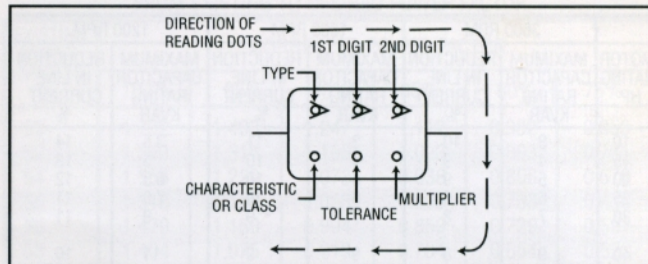 DIRECTION OF
READING DOTS
1ST DIGIT 2ND DIGIT
TYPE
CHARACTERISTIC
OR CLASS
TOLERANCE
MULTIPLIER